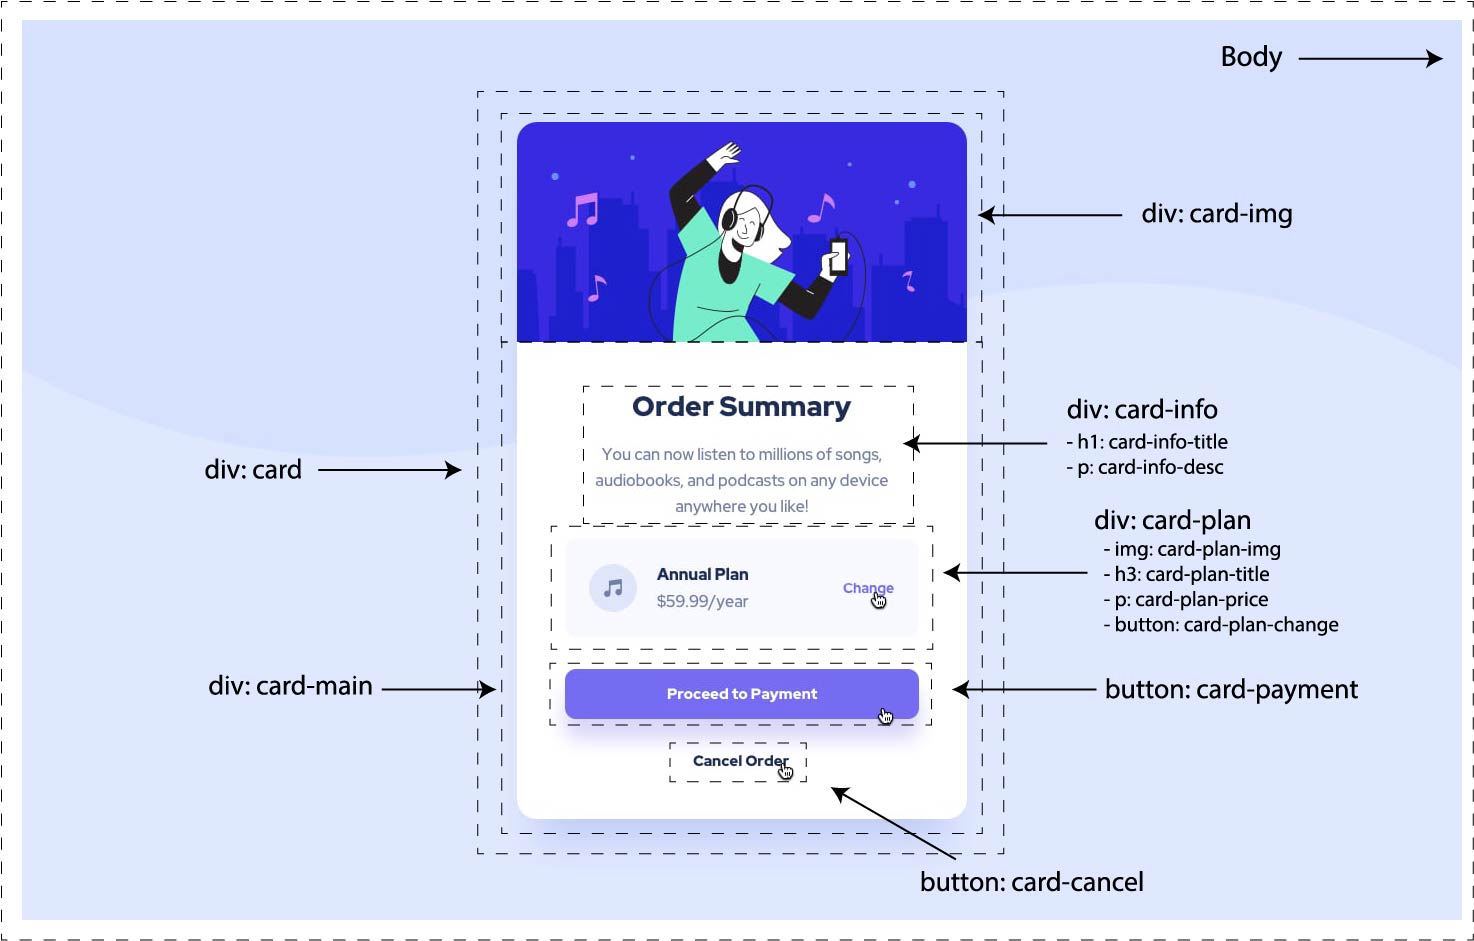 Body
div: card-img
Order Summary
You can now listen to millions of songs,
audiobooks, and podcasts on any device
anywhere you like!
div: card-info
- h1: card-info-title
- p: card-info-desc
div: card
div: card-plan
- img: card-plan-img
- h3: card-plan-title
- p: card-plan-price
- button: card-plan-change
Annual Plan
$59.99/year
Change
div: card-main
Proceed to Payment
button: card-payment
Cancel Order
button: card-cancel